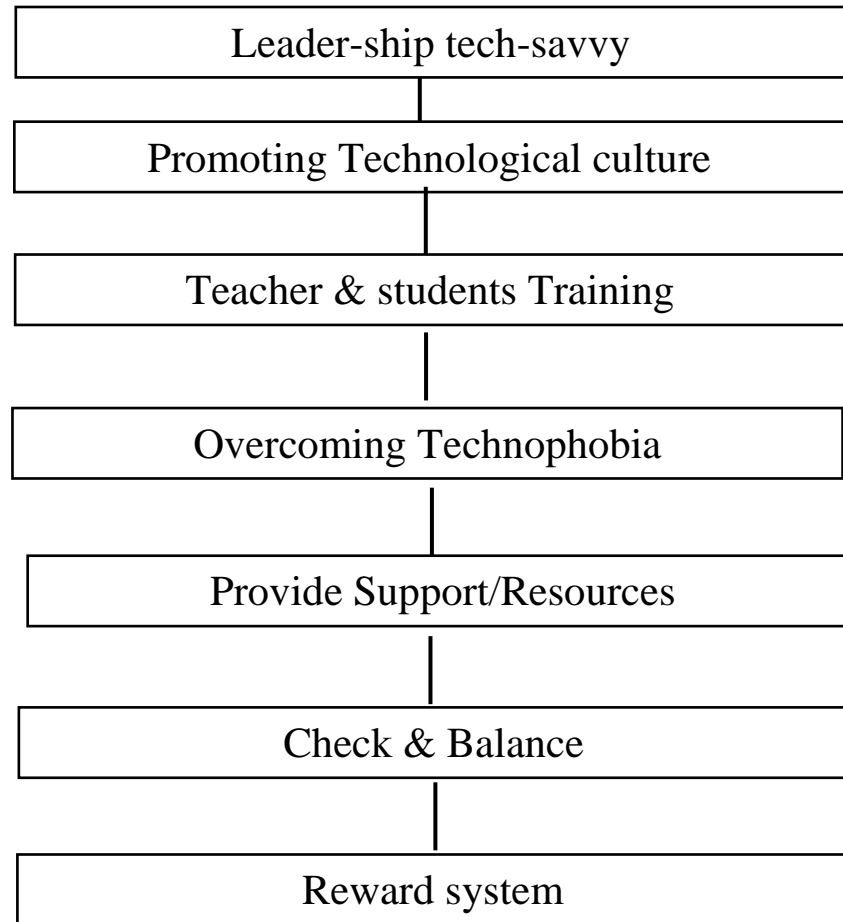 Leader-ship tech-savvy
Promoting Technological culture
Teacher & students Training
Overcoming Technophobia
Provide Support/Resources
Check & Balance
Reward system